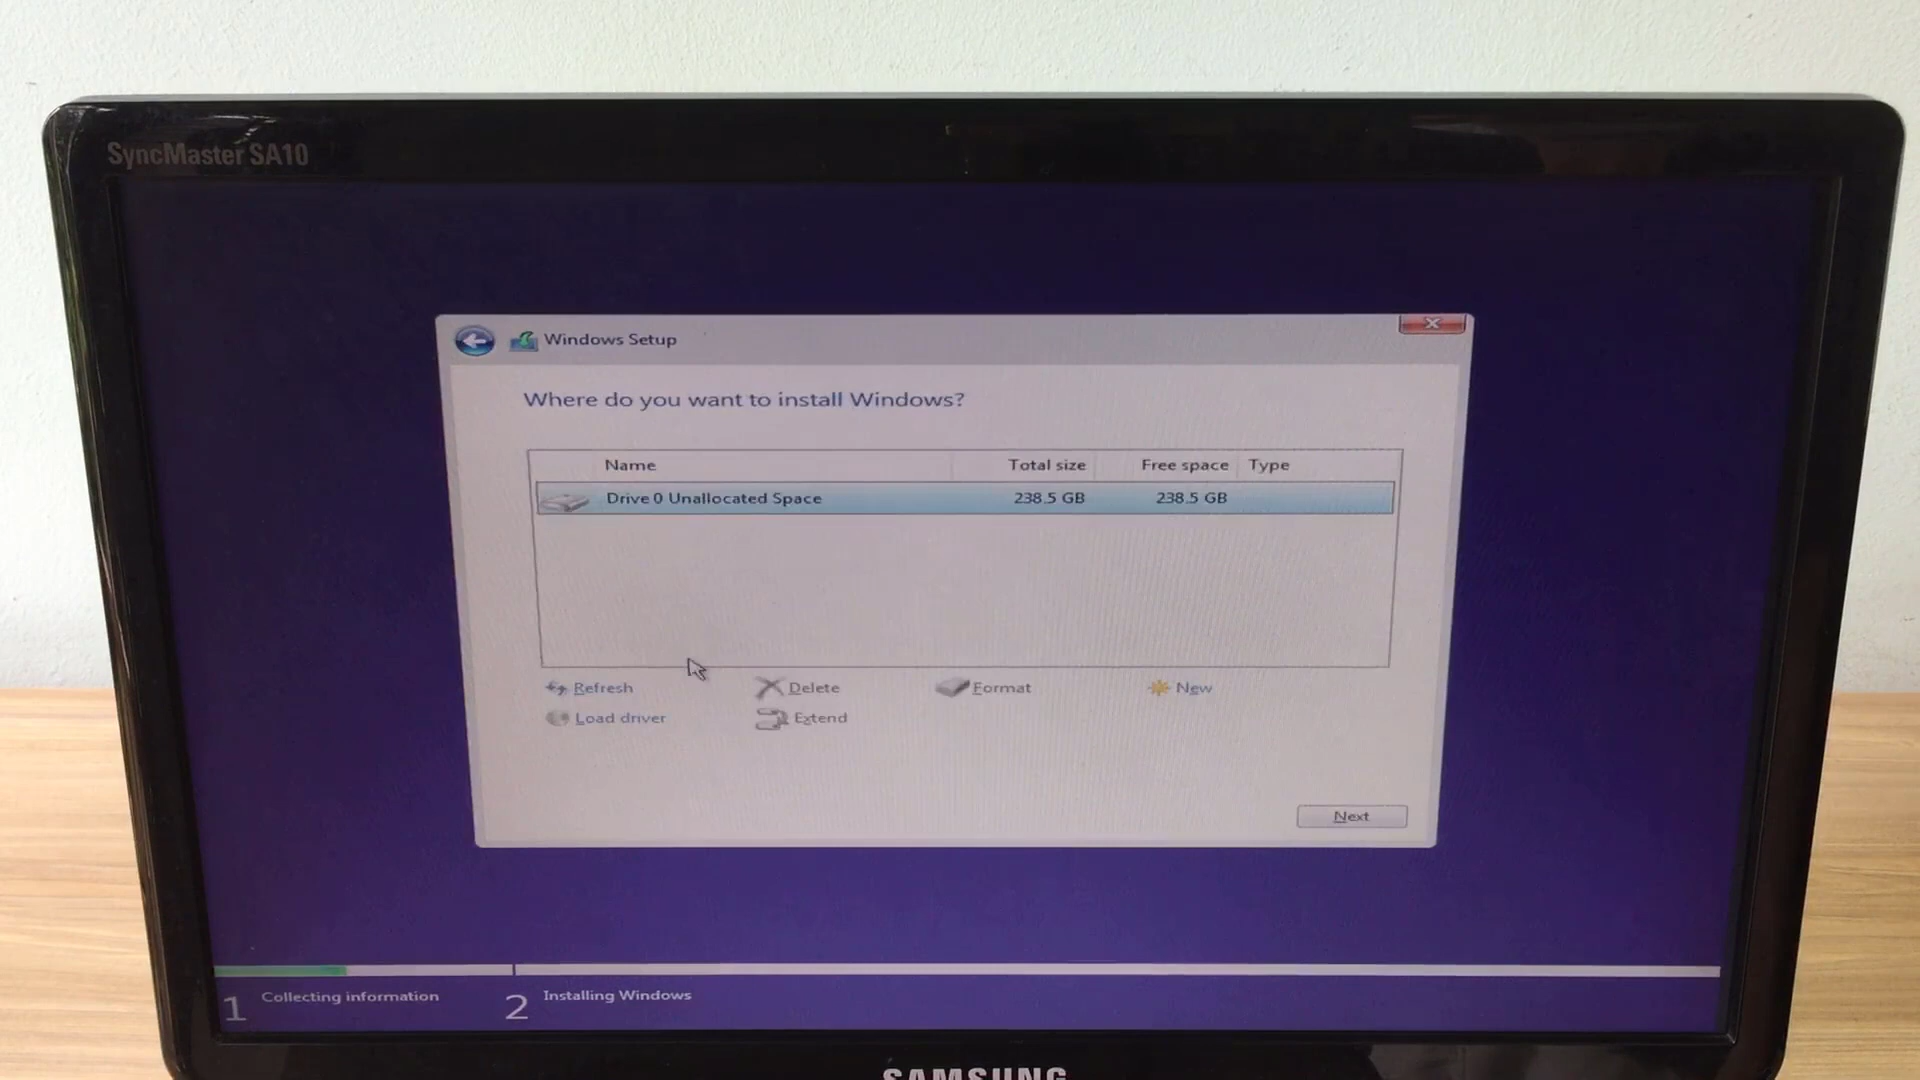 SyncMaster SA10
Windows Setup
Where do you want to install Windows?
Name Total size Free space Type
Drive 0 Unallocated Space 238.5 GB 238.5 GB
Refresh Delete Format New
Load driver Extend
Next
1 Collecting information 2 Installing Windows
SAMSUNG